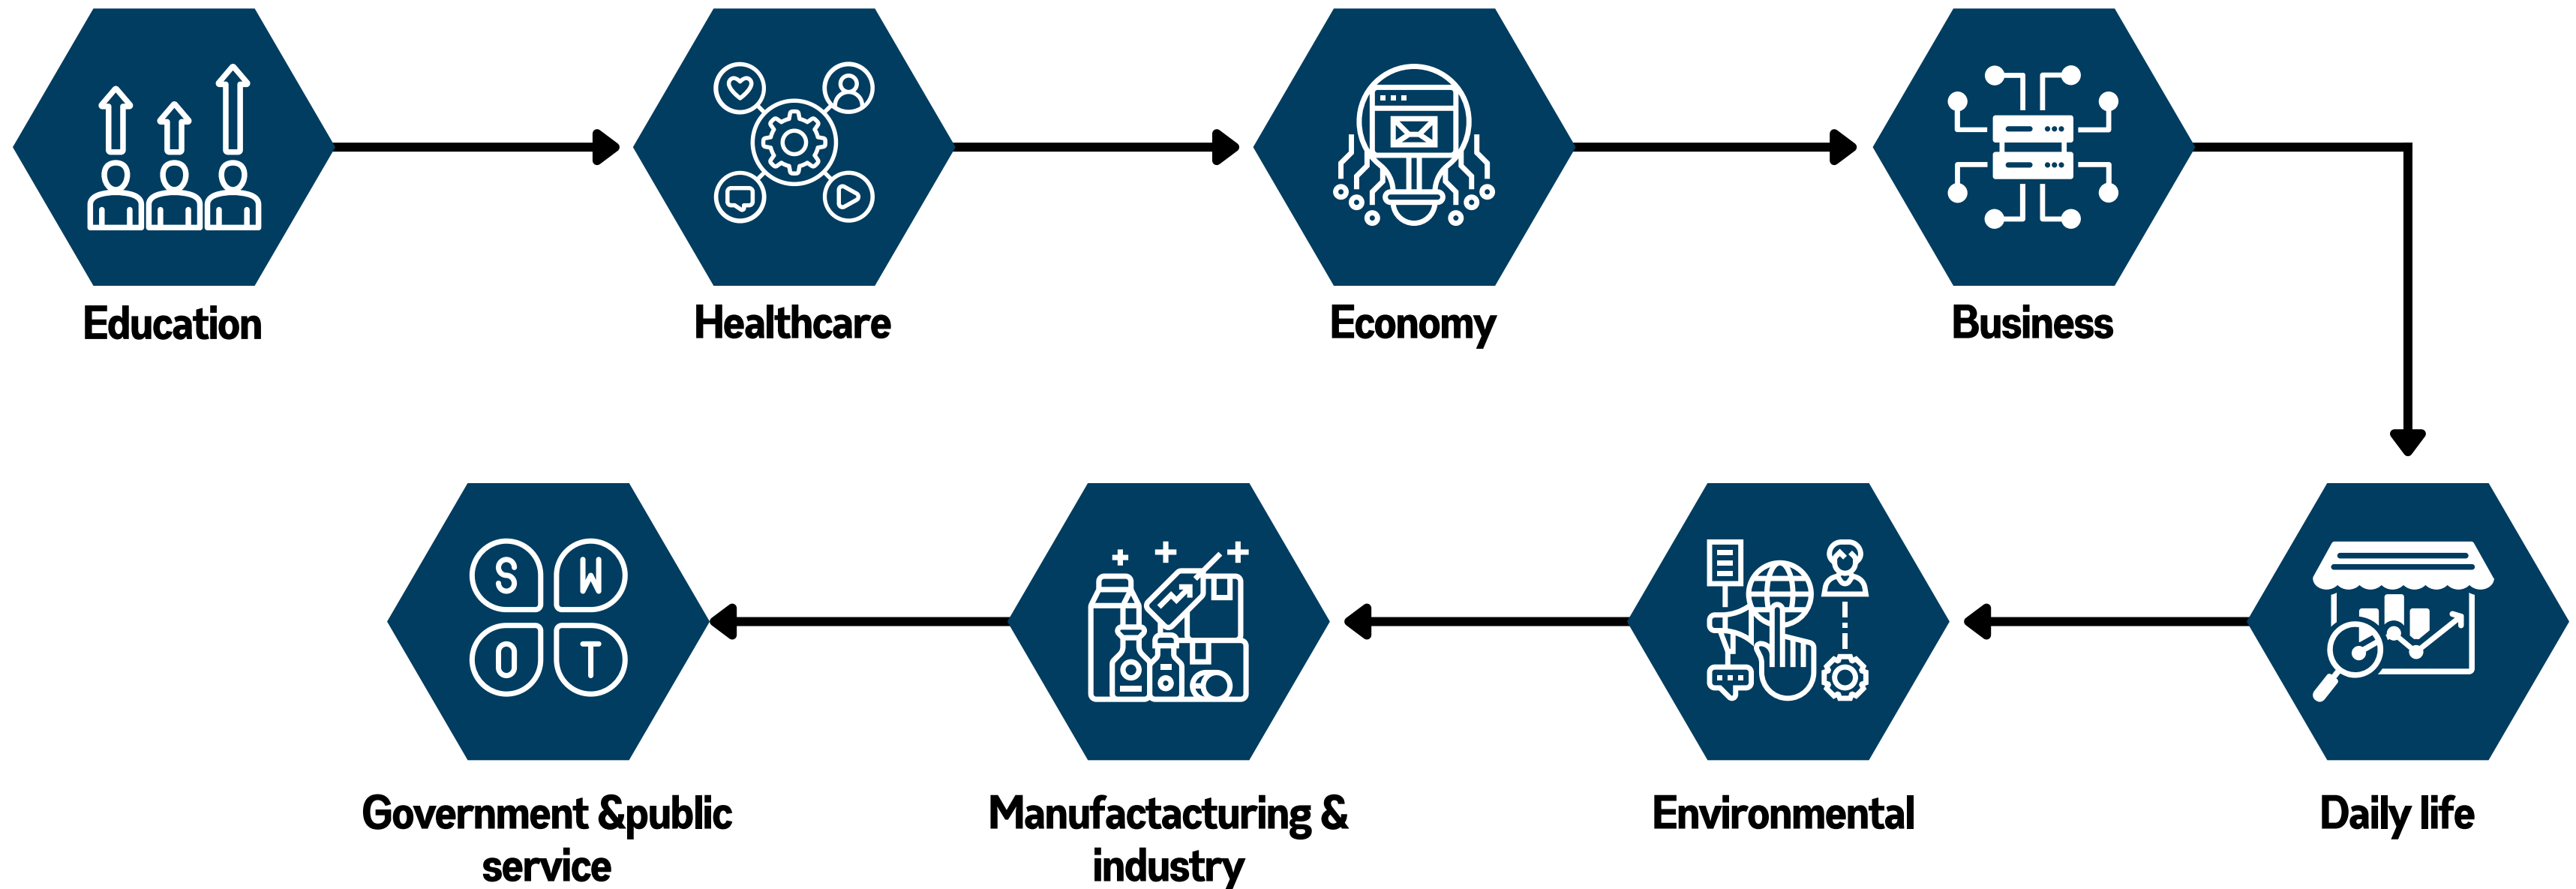 Education
Healthcare
Economy
Business
S W
O T
Government &public
service
Manufactacturing &
industry
Environmental
Daily life